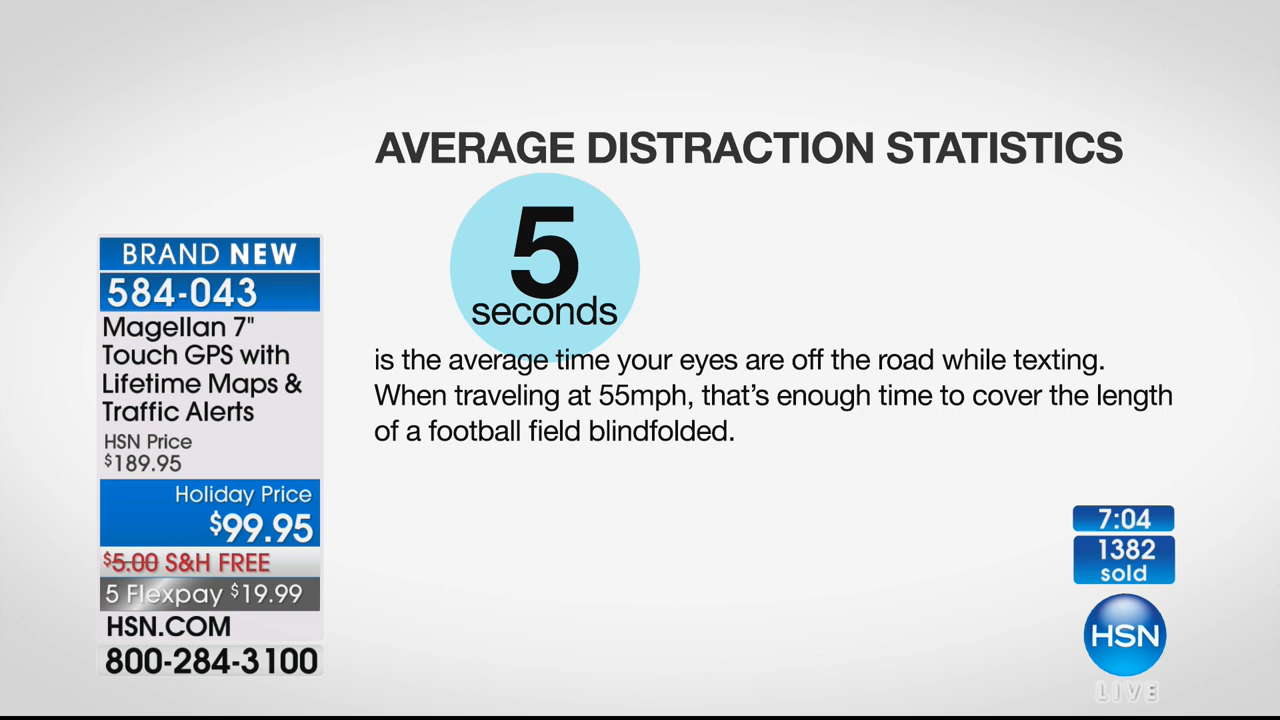 AVERAGE DISTRACTION STATISTICS
5
seconds
is the average time your eyes are off the road while texting.
When traveling at 55mph, that's enough time to cover the length
of a football field blindfolded.
BRAND NEW
584-043
Magellan 7"
Touch GPS with
Lifetime Maps &
Traffic Alerts
HSN Price
$189.95
Holiday Price
$99.95
$5.00 S&H FREE
5 Flexpay $19.99
HSN.COM
800-284-3100
7:04
1382
sold
HSN
LIVE